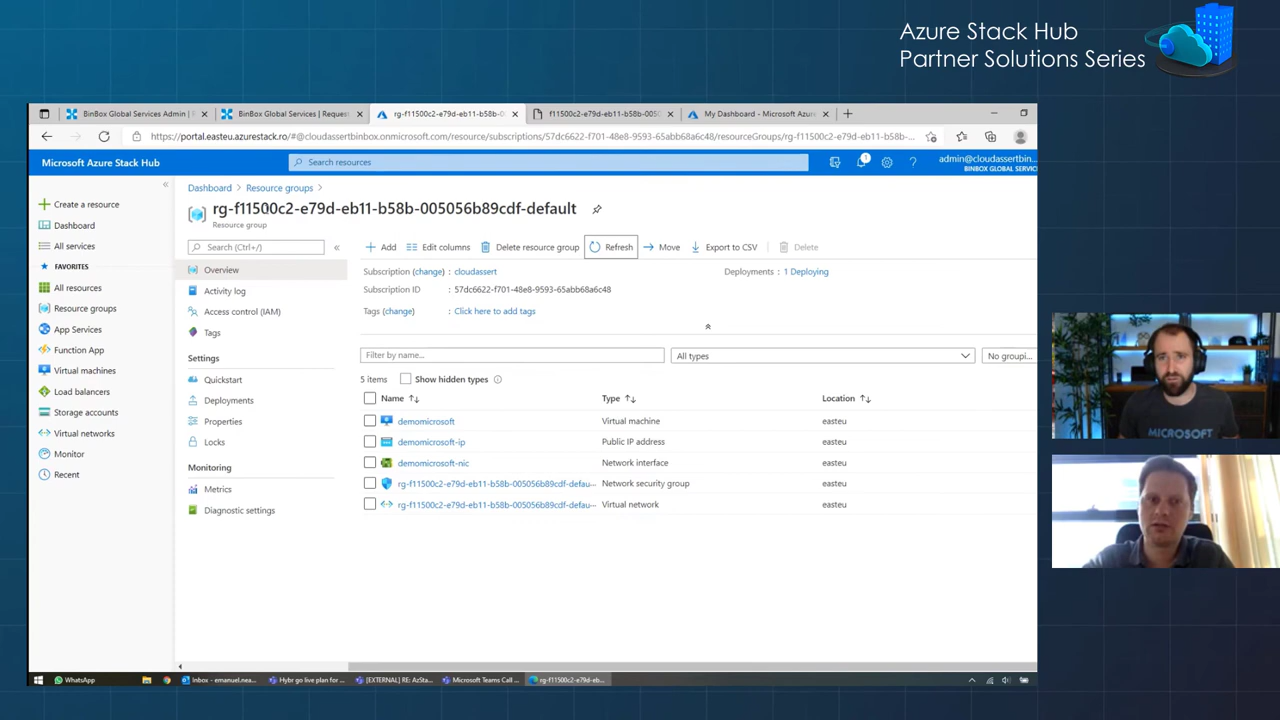 Azure Stack Hub
Partner Solutions Series
BinBox Global Services Admin | 
BinBox Global Services | Reques
rg-f11500c2-e79d-eb11-b58b-0
f11500c2-e79d-eb11-b58b-005
My Dashboard - Microsoft Azure
https://portal.easteu.azurestack.ro/#@cloudassertbinbox.onmicrosoft.com/resource/subscriptions/57dc6622-f701-48e8-9593-65abb68a6c48/resourceGroups/rg-f11500c2-e79d-eb11-b58b-...
Microsoft Azure Stack Hub
Search resources
1
admin@cloudassertbin...
BINBOX GLOBAL SERVIC
Create a resource
Dashboard
All services
FAVORITES
All resources
Resource groups
App Services
Function App
Virtual machines
Load balancers
Storage accounts
Virtual networks
Monitor
Recent
Dashboard > Resource groups >
rg-f11500c2-e79d-eb11-b58b-005056b89cdf-default
Resource group
Search (Ctrl+/)
Overview
Activity log
Access control (IAM)
Tags
Settings
Quickstart
Deployments
Properties
Locks
Monitoring
Metrics
Diagnostic settings
Add
Edit columns
Delete resource group
Refresh
Move
Export to CSV
Delete
Subscription (change) : cloudassert
Deployments : 1 Deploying
Subscription ID : 57dc6622-f701-48e8-9593-65abb68a6c48
Tags (change) : Click here to add tags
Filter by name...
All types
No groupi...
5 items
Show hidden types
Name Type Location
demomicrosoft Virtual machine easteu
demomicrosoft-ip Public IP address easteu
demomicrosoft-nic Network interface easteu
rg-f11500c2-e79d-eb11-b58b-005056b89cdf-defau... Network security group easteu
rg-f11500c2-e79d-eb11-b58b-005056b89cdf-defau... Virtual network easteu
MICROSOFT
WhatsApp
Inbox - emanuel.nea...
Hybr go live plan for ...
[EXTERNAL] RE: AzSta...
Microsoft Teams Call ...
rg-f11500c2-e79d-eb...